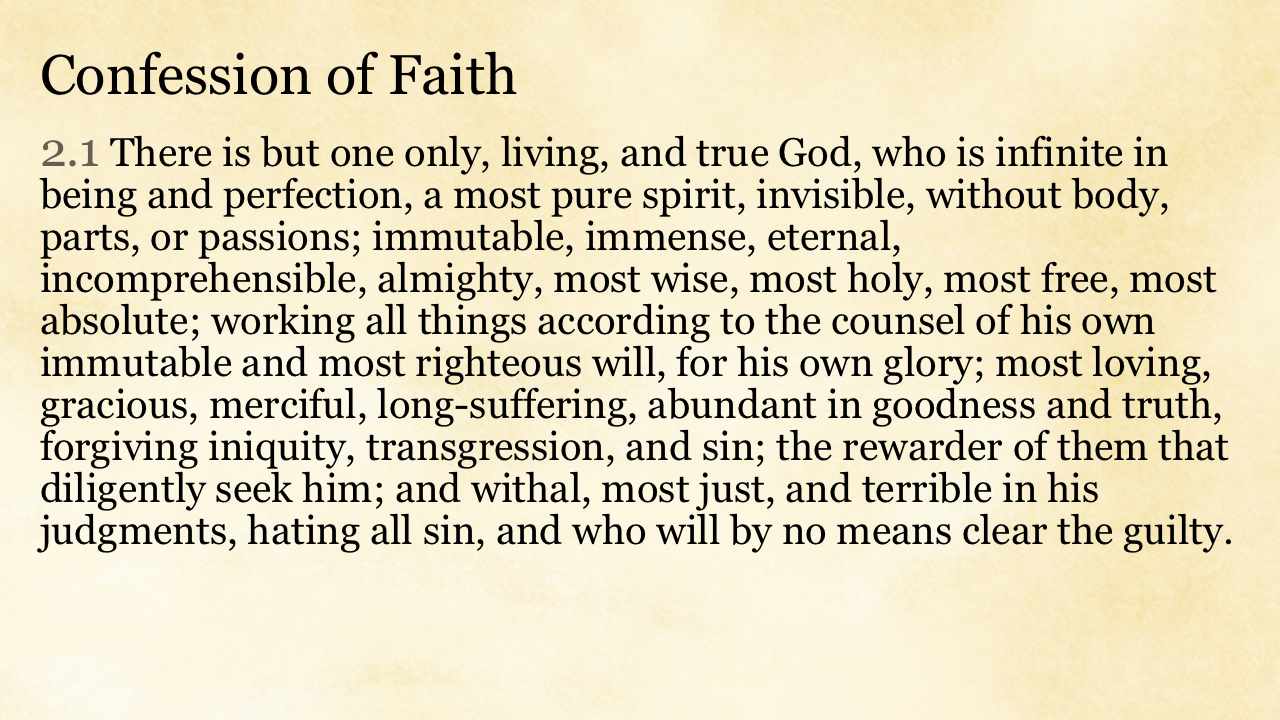 Confession of Faith
2.1 There is but one only, living, and true God, who is infinite in
being and perfection, a most pure spirit, invisible, without body,
parts, or passions; immutable, immense, eternal,
incomprehensible, almighty, most wise, most holy, most free, most
absolute; working all things according to the counsel of his own
immutable and most righteous will, for his own glory; most loving,
gracious, merciful, long-suffering, abundant in goodness and truth,
forgiving iniquity, transgression, and sin; the rewarder of them that
diligently seek him; and withal, most just, and terrible in his
judgments, hating all sin, and who will by no means clear the guilty.